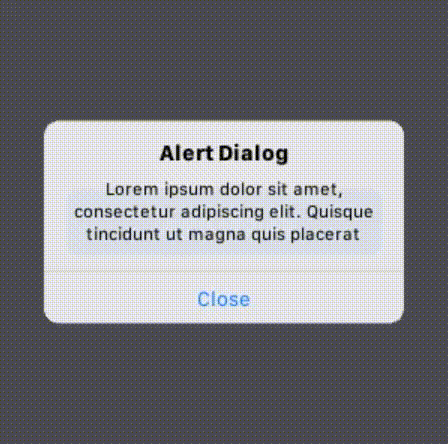 Alert Dialog
Lorem ipsum dolor sit amet,
consectetur adipiscing elit. Quisque
tincidunt ut magna quis placerat
Close